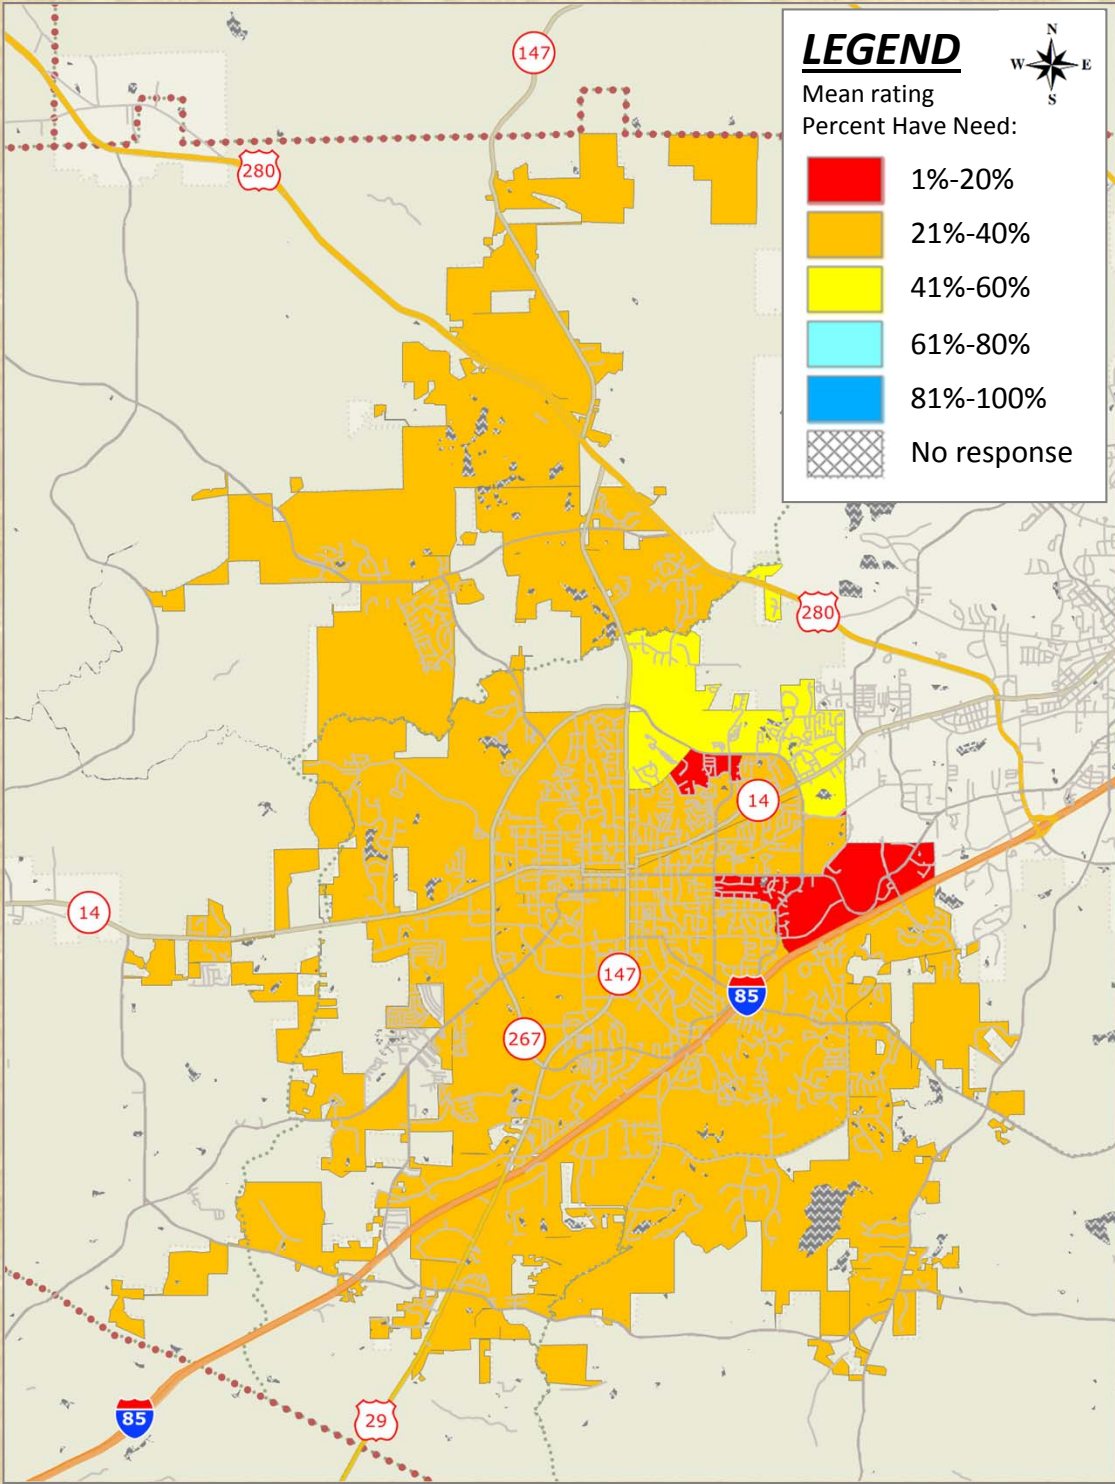 LEGEND
N
W E
S
Mean rating
Percent Have Need:
1%-20%
21%-40%
41%-60%
61%-80%
81%-100%
No response
147
280
280
14
14
147
85
267
85
29